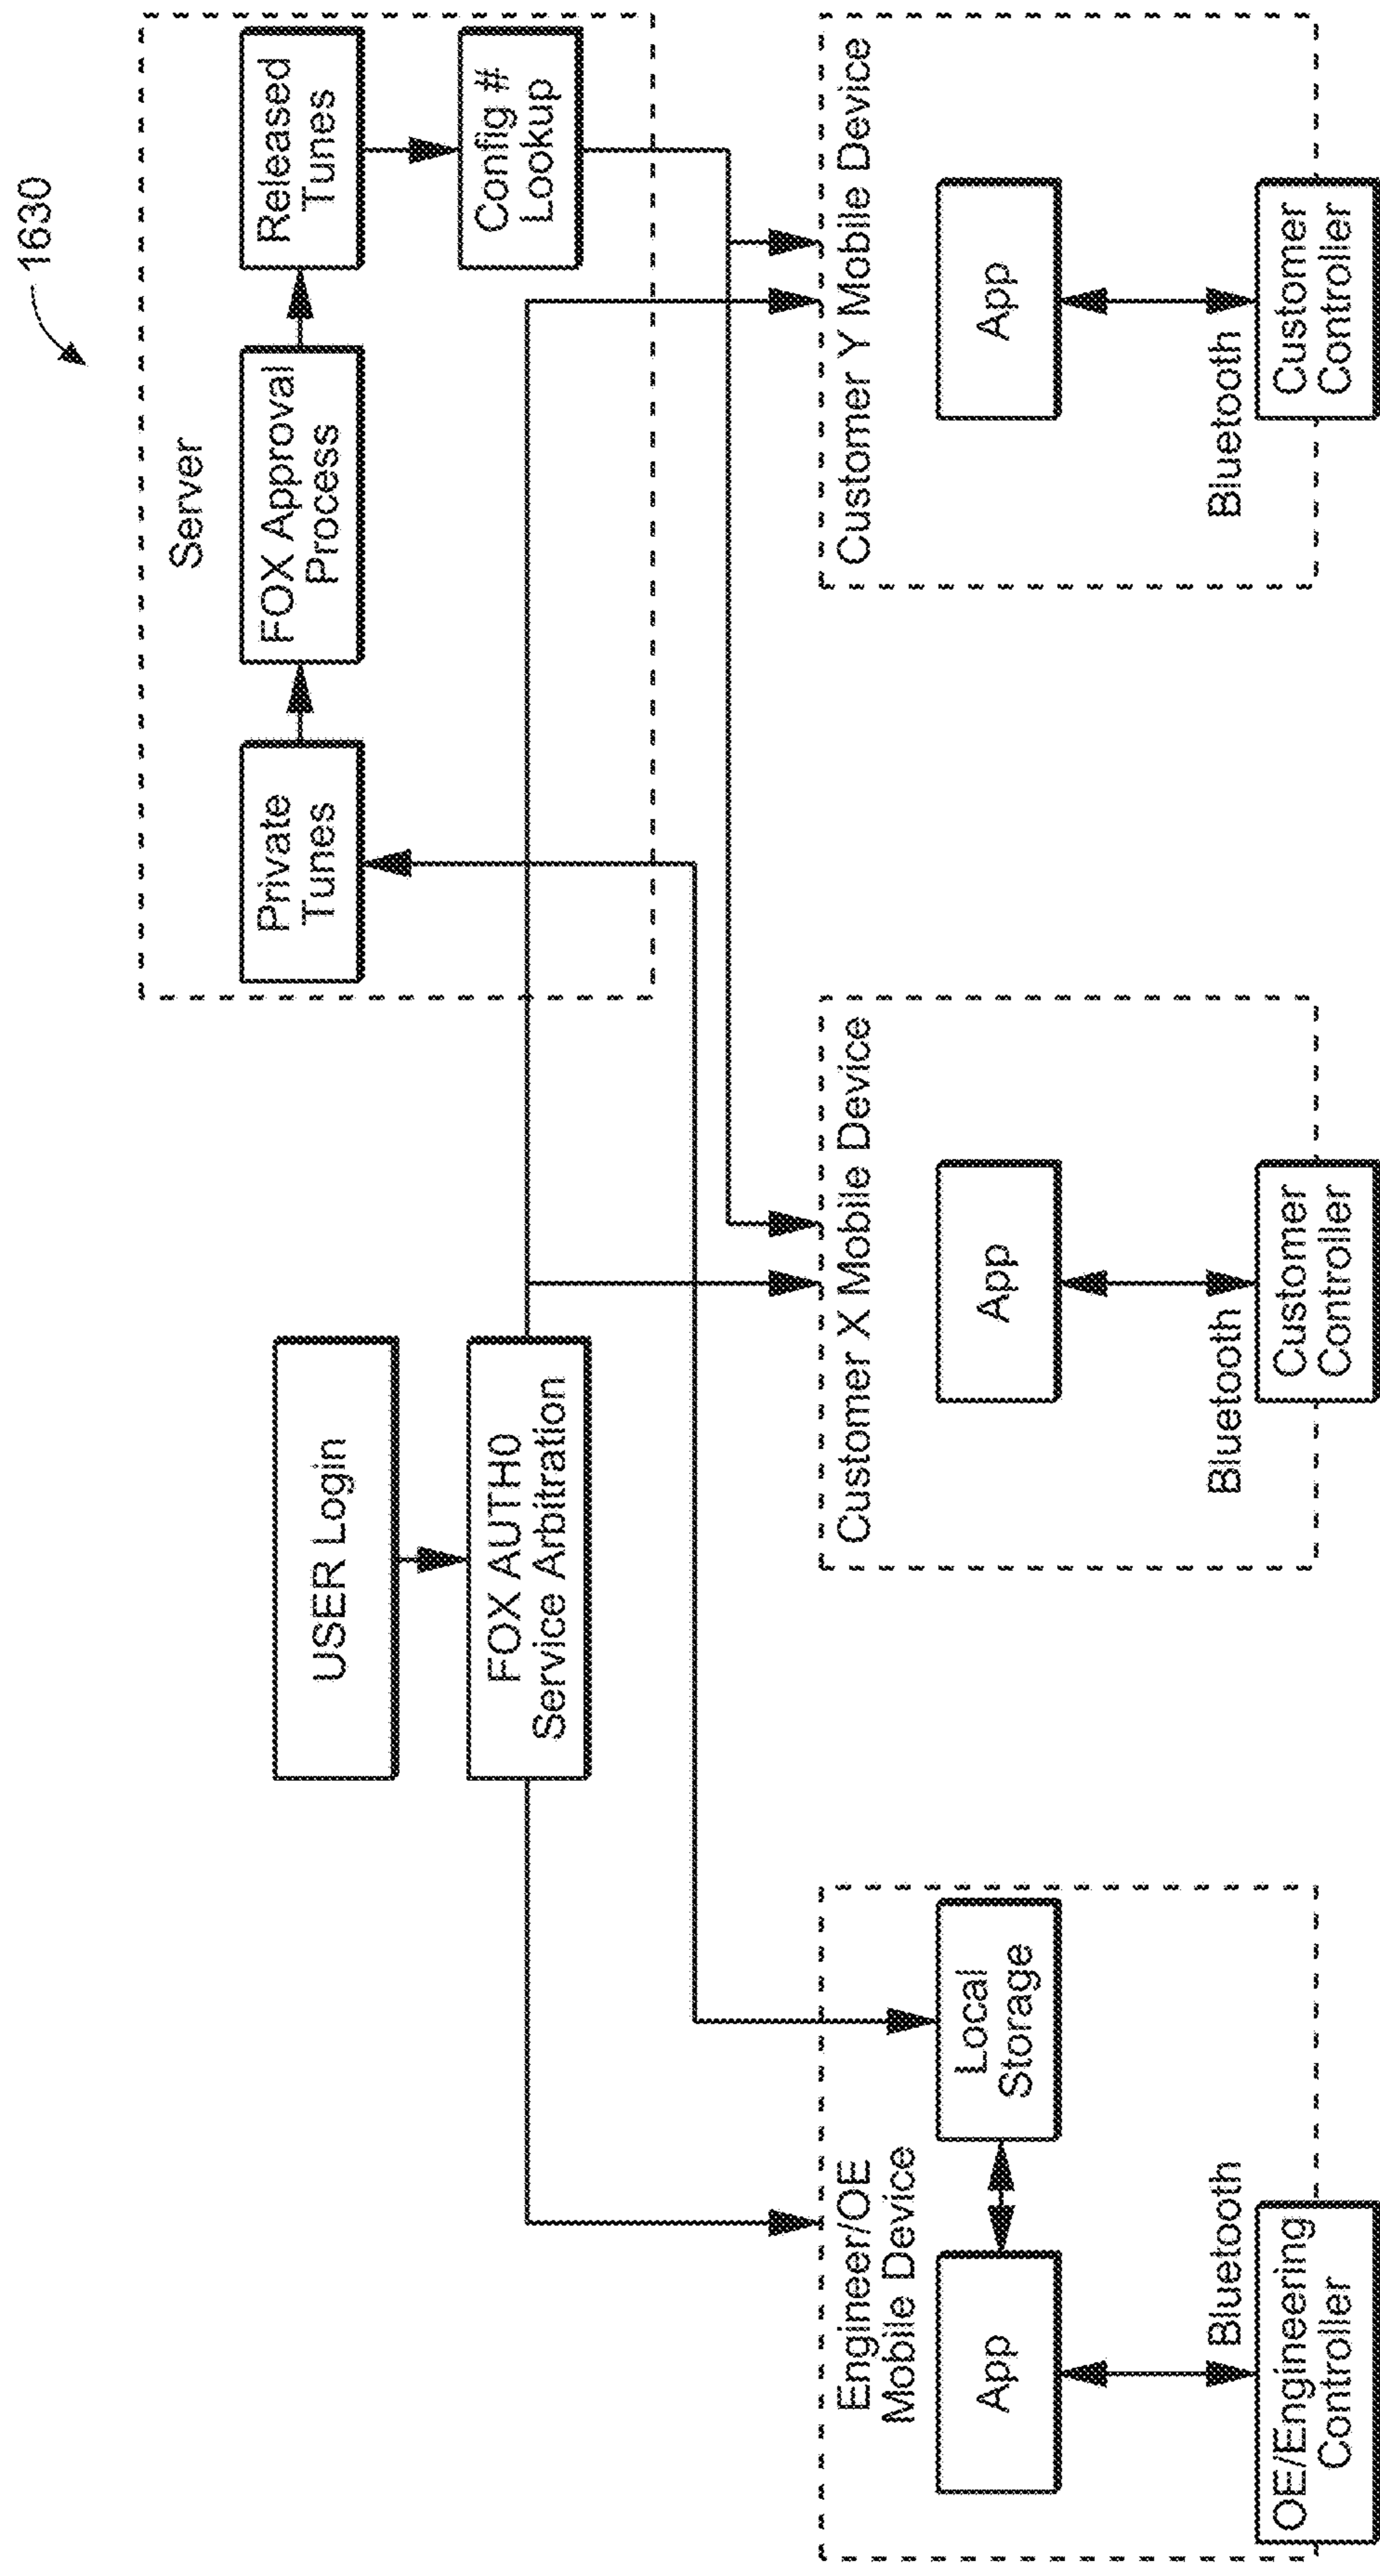 1630
USER Login
FOX AUTH0
Service Arbitration
Server
Private
Tunes
FOX Approval
Process
Released
Tunes
Config #
Lookup
Engineer/OE
Mobile Device
App
Local
Storage
Bluetooth
OE/Engineering
Controller
Customer X Mobile Device
App
Bluetooth
Customer
Controller
Customer Y Mobile Device
App
Bluetooth
Customer
Controller